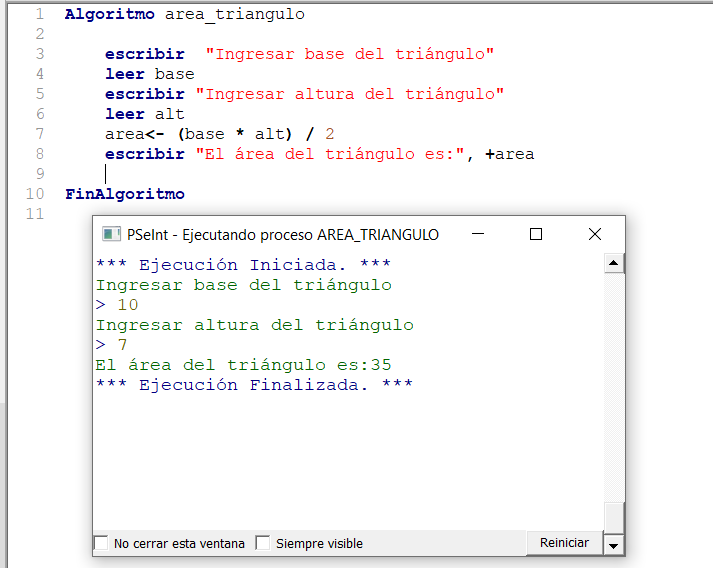 1 Algoritmo area_triangulo
2
3 escribir "Ingresar base del triángulo"
4 leer base
5 escribir "Ingresar altura del triángulo"
6 leer alt
7 area<- (base * alt) / 2
8 escribir "El área del triángulo es:", +area
9
10 FinAlgoritmo
11
PSeInt - Ejecutando proceso AREA_TRIANGULO
*** Ejecución Iniciada. ***
Ingresar base del triángulo
> 10
Ingresar altura del triángulo
> 7
El área del triángulo es:35
*** Ejecución Finalizada. ***
No cerrar esta ventana Siempre visible Reiniciar